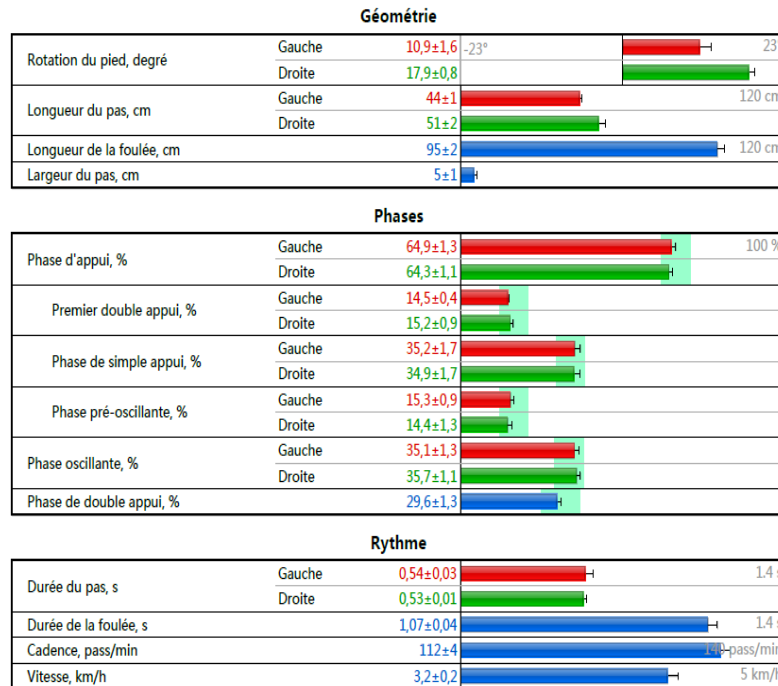 Géométrie
Rotation du pied, degré
Gauche 10,9±1,6 -23° 23°
Droite 17,9±0,8
Longueur du pas, cm
Gauche 44±1 120 cm
Droite 51±2
Longueur de la foulée, cm 95±2 120 cm
Largeur du pas, cm 5±1
Phases
Phase d'appui, %
Gauche 64,9±1,3 100 %
Droite 64,3±1,1
Premier double appui, %
Gauche 14,5±0,4
Droite 15,2±0,9
Phase de simple appui, %
Gauche 35,2±1,7
Droite 34,9±1,7
Phase pré-oscillante, %
Gauche 15,3±0,9
Droite 14,4±1,3
Phase oscillante, %
Gauche 35,1±1,3
Droite 35,7±1,1
Phase de double appui, % 29,6±1,3
Rythme
Durée du pas, s
Gauche 0,54±0,03 1.4 s
Droite 0,53±0,01
Durée de la foulée, s 1,07±0,04 1.4 s
Cadence, pass/min 112±4 140 pass/min
Vitesse, km/h 3,2±0,2 5 km/h